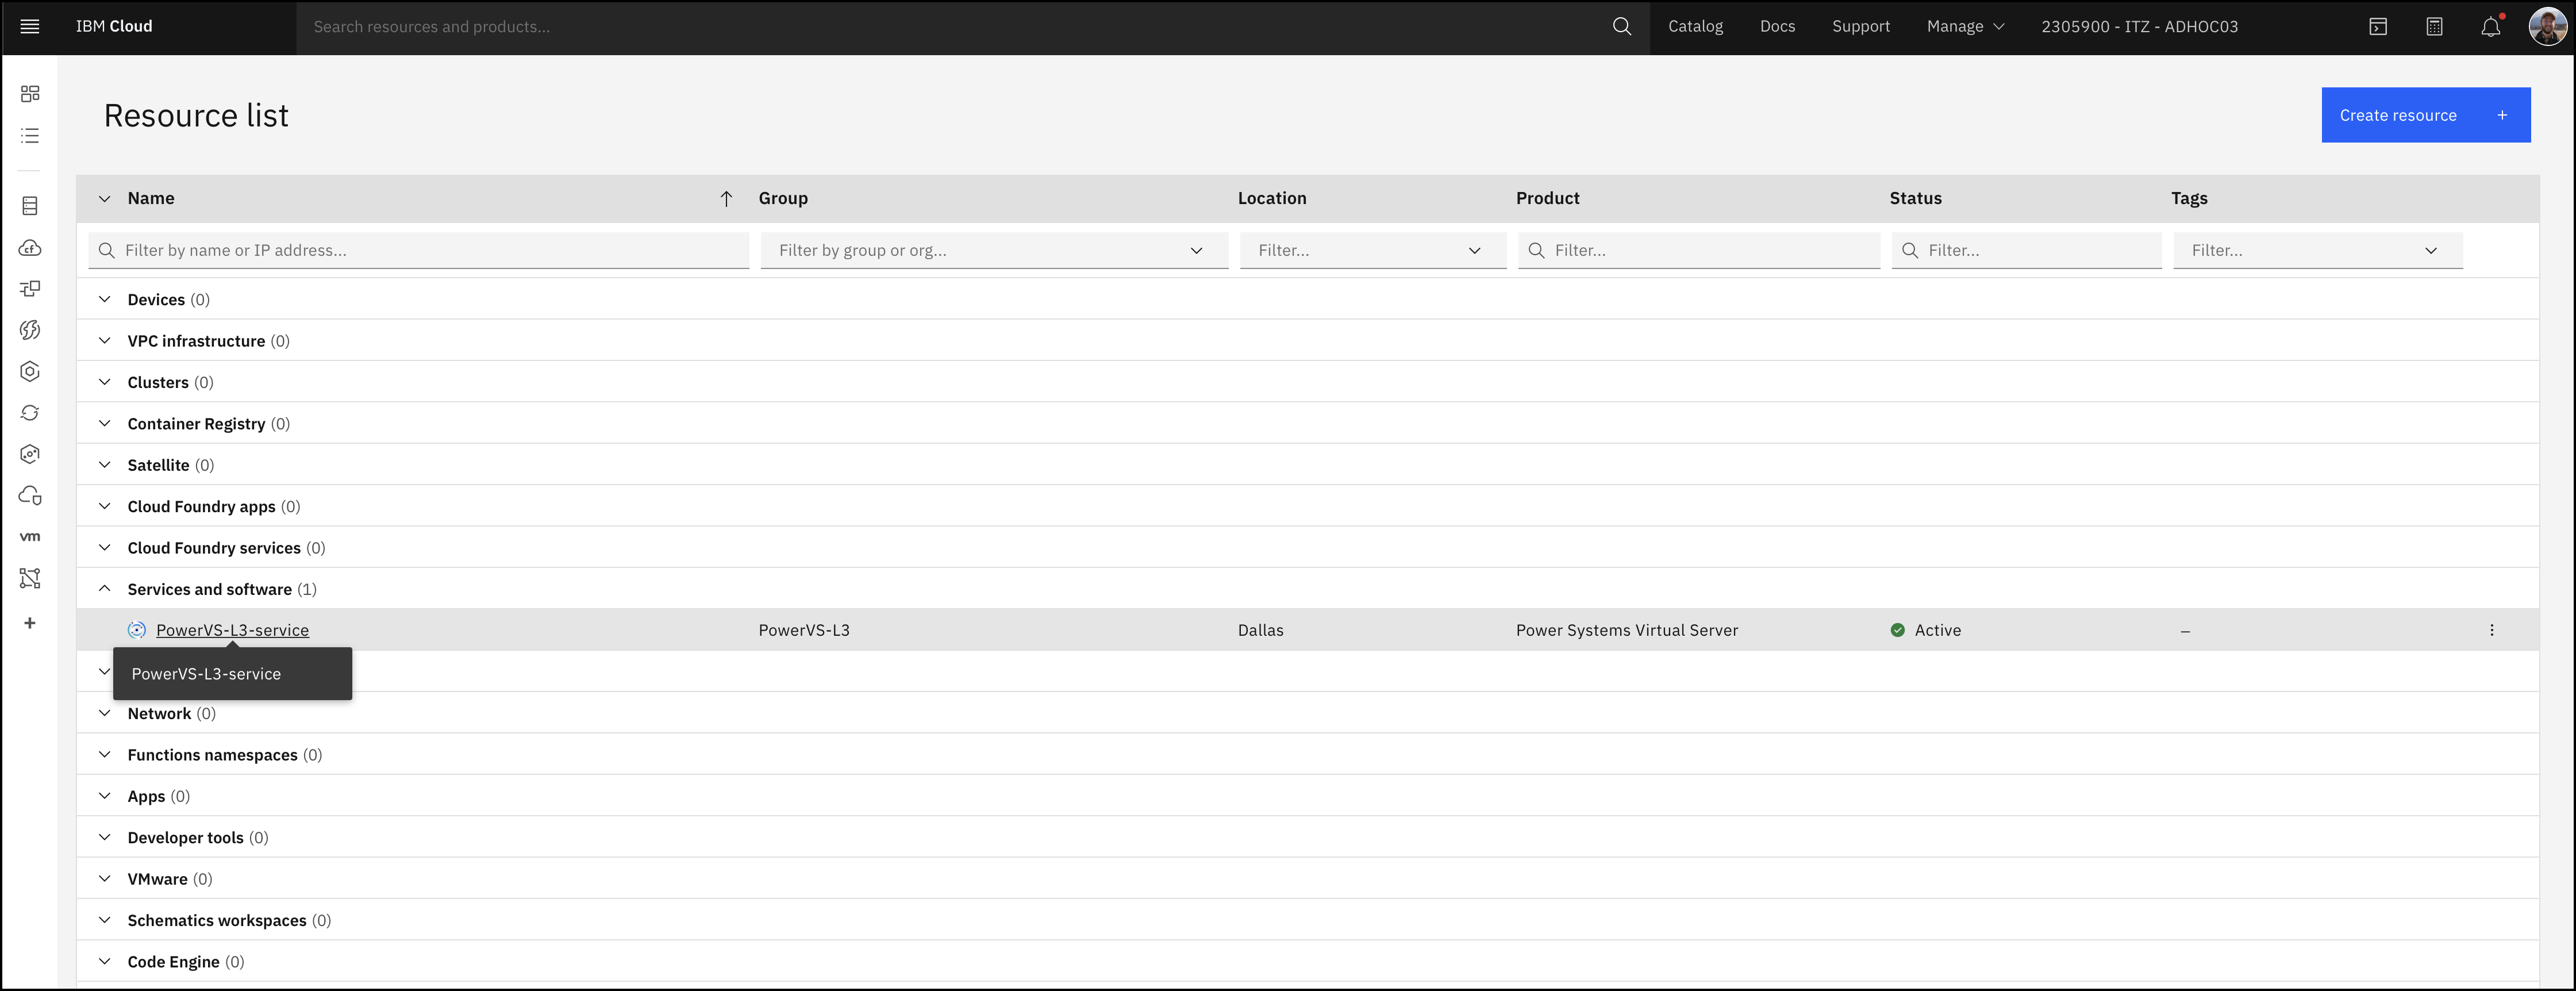 IBM Cloud
Search resources and products...
Catalog
Docs
Support
Manage
2305900 - ITZ - ADHOC03
Resource list
Create resource +
Name
Group
Location
Product
Status
Tags
Filter by name or IP address...
Filter by group or org...
Filter...
Filter...
Filter...
Filter...
Devices (0)
VPC infrastructure (0)
Clusters (0)
Container Registry (0)
Satellite (0)
Cloud Foundry apps (0)
Cloud Foundry services (0)
Services and software (1)
PowerVS-L3-service
PowerVS-L3
Dallas
Power Systems Virtual Server
Active
–
PowerVS-L3-service
Network (0)
Functions namespaces (0)
Apps (0)
Developer tools (0)
VMware (0)
Schematics workspaces (0)
Code Engine (0)
cf
vm